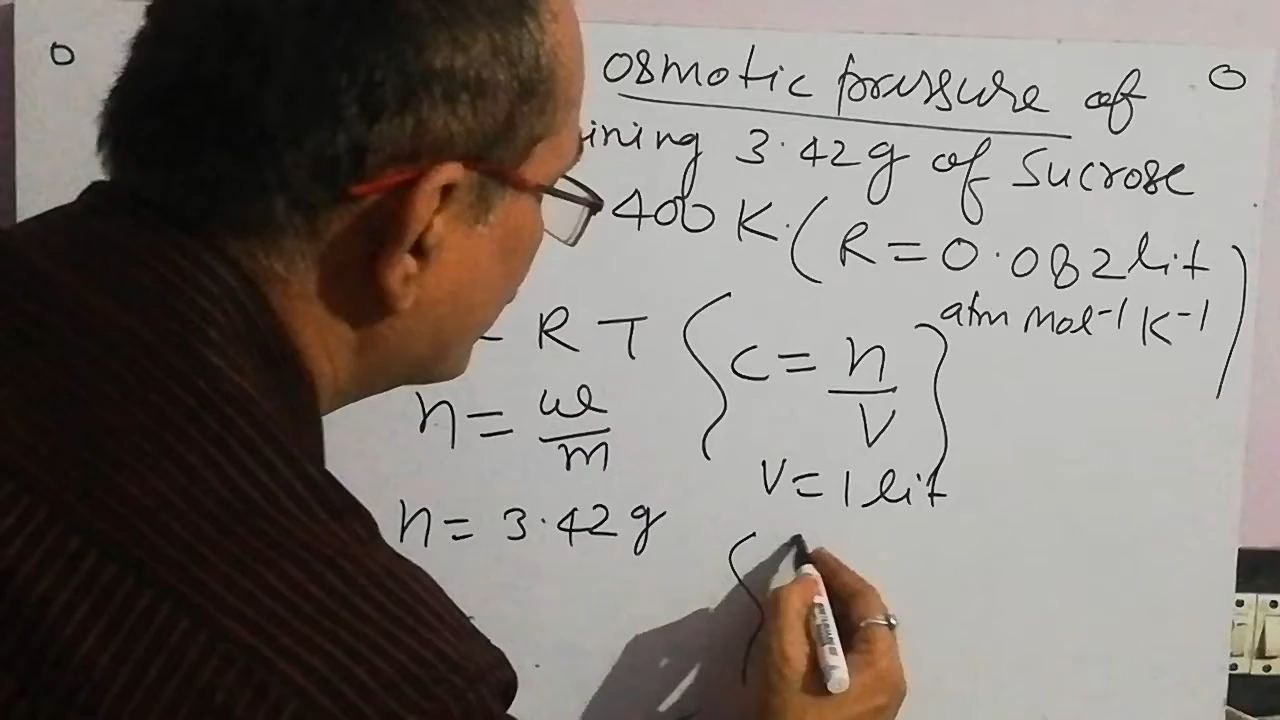 osmotic pressure of
ining 3.42g of Sucrose
400 K. (R = 0.082 lit
atm mol⁻¹ K⁻¹)
RT {c = n/V}
n = w/m
V = 1 lit
n = 3.42g {